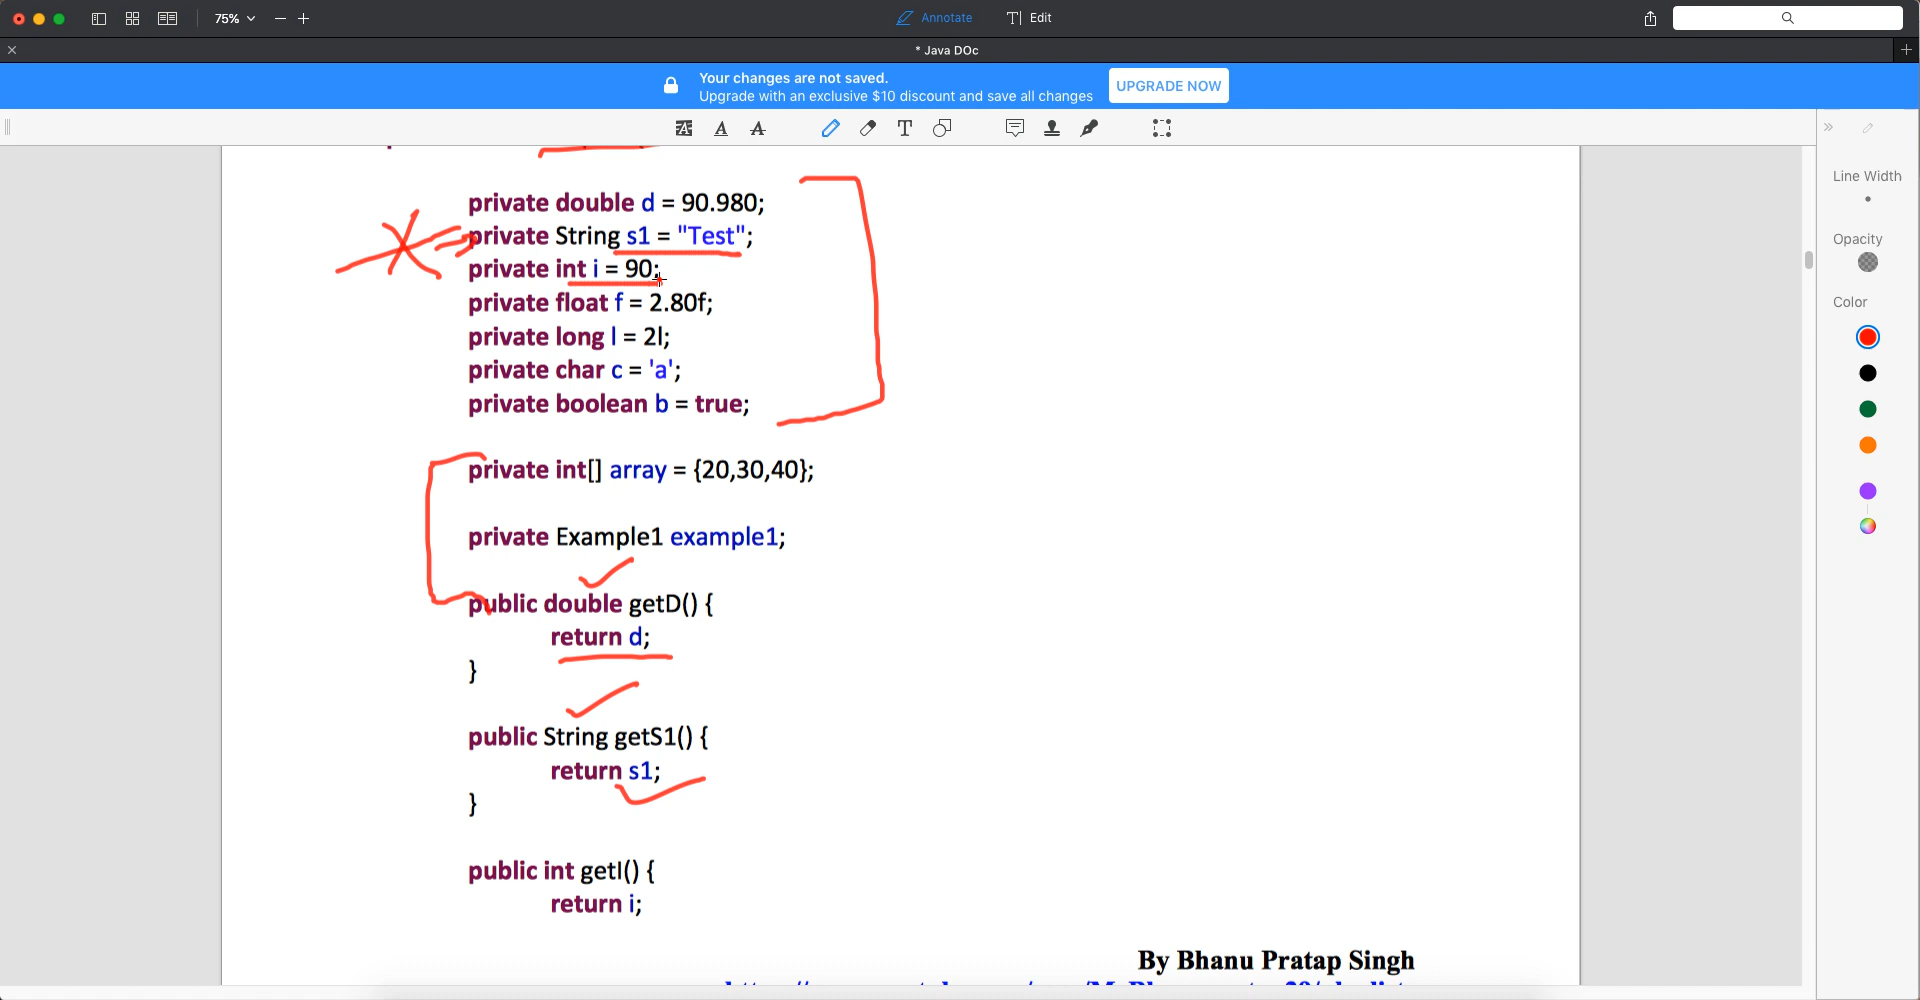 75%
Annotate
Edit
* Java DOc
Your changes are not saved.
Upgrade with an exclusive $10 discount and save all changes
UPGRADE NOW
Line Width
Opacity
Color
private double d = 90.980;
private String s1 = "Test";
private int i = 90;
private float f = 2.80f;
private long l = 2l;
private char c = 'a';
private boolean b = true;
private int[] array = {20,30,40};
private Example1 example1;
public double getD() {
return d;
}
public String getS1() {
return s1;
}
public int getI() {
return i;
By Bhanu Pratap Singh